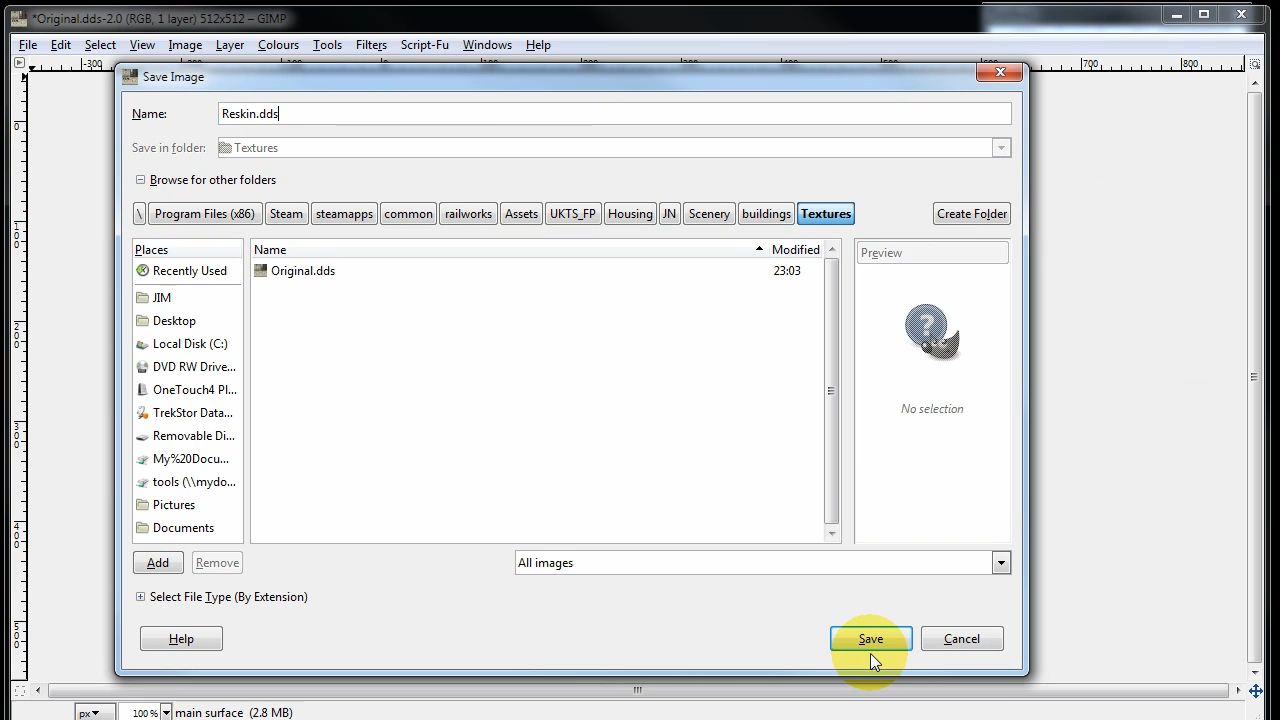 *Original.dds-2.0 (RGB, 1 layer) 512x512 – GIMP
File Edit Select View Image Layer Colours Tools Filters Script-Fu Windows Help
-300 700 800
Save Image
Name: Reskin.dds
Save in folder: Textures
Browse for other folders
\ Program Files (x86) Steam steamapps common railworks Assets UKTS_FP Housing JN Scenery buildings Textures Create Folder
Places Name Modified Preview
Recently Used Original.dds 23:03
JIM
Desktop
Local Disk (C:)
DVD RW Drive...
OneTouch4 Pl...
TrekStor Data...
No selection
Removable Di...
My%20Docu...
tools (\\mydo...
Pictures
Documents
Add Remove All images
Select File Type (By Extension)
Help Save Cancel
px 100% main surface (2.8 MB)